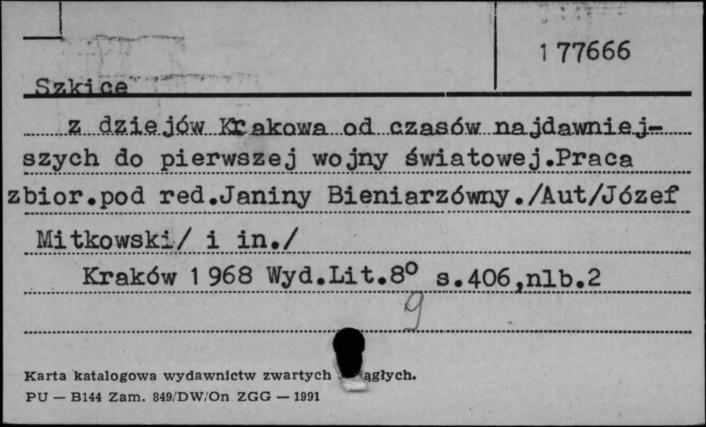 177666
Szkice
z dziejów Krakowa od czasów najdawniej-
szych do pierwszej wojny światowej.Praca
zbior.pod red.Janiny Bieniarzówny./Aut/Józef
Mitkowski/ i in./
Kraków 1968 Wyd.Lit.8° s.406,nlb.2
9
Karta katalogowa wydawnictw zwartych ągłych.
PU — B144 Zam. 849/DW/On ZGG — 1991